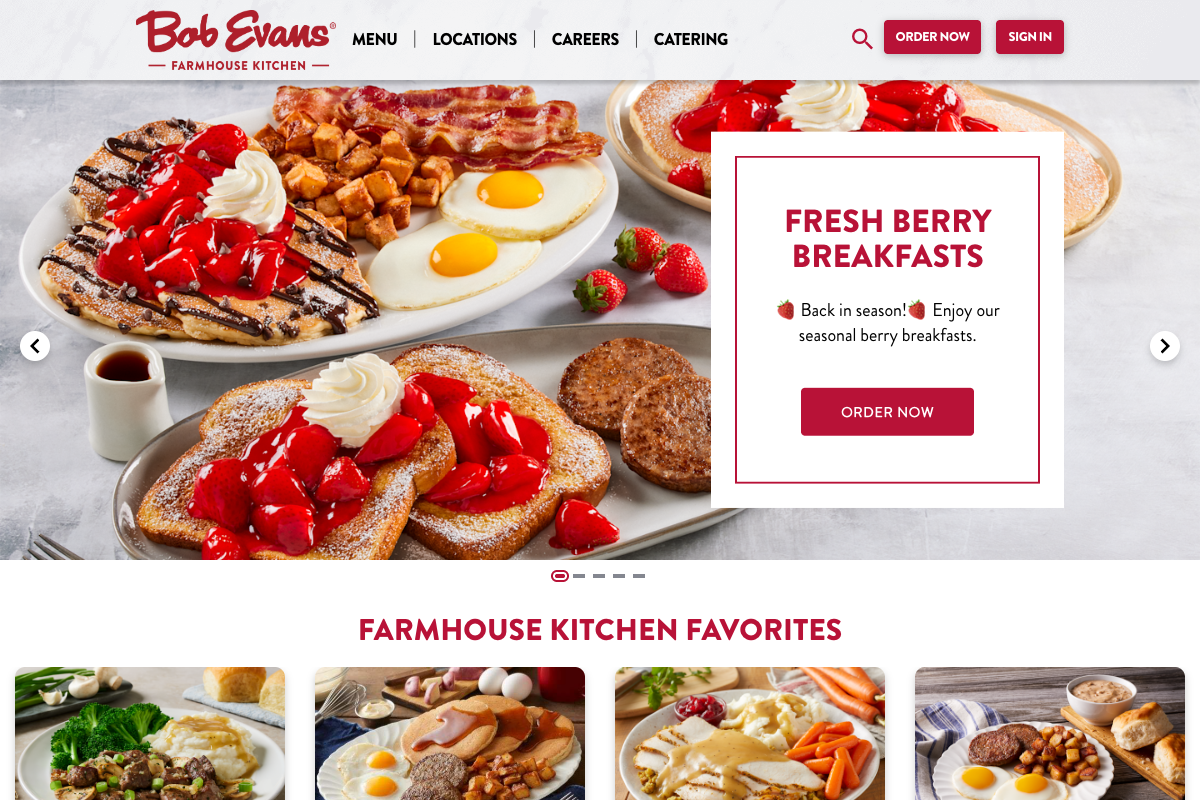 Bob Evans®
FARMHOUSE KITCHEN
MENU
LOCATIONS
CAREERS
CATERING
ORDER NOW
SIGN IN
FRESH BERRY
BREAKFASTS
🍓 Back in season!🍓 Enjoy our
seasonal berry breakfasts.
ORDER NOW
FARMHOUSE KITCHEN FAVORITES